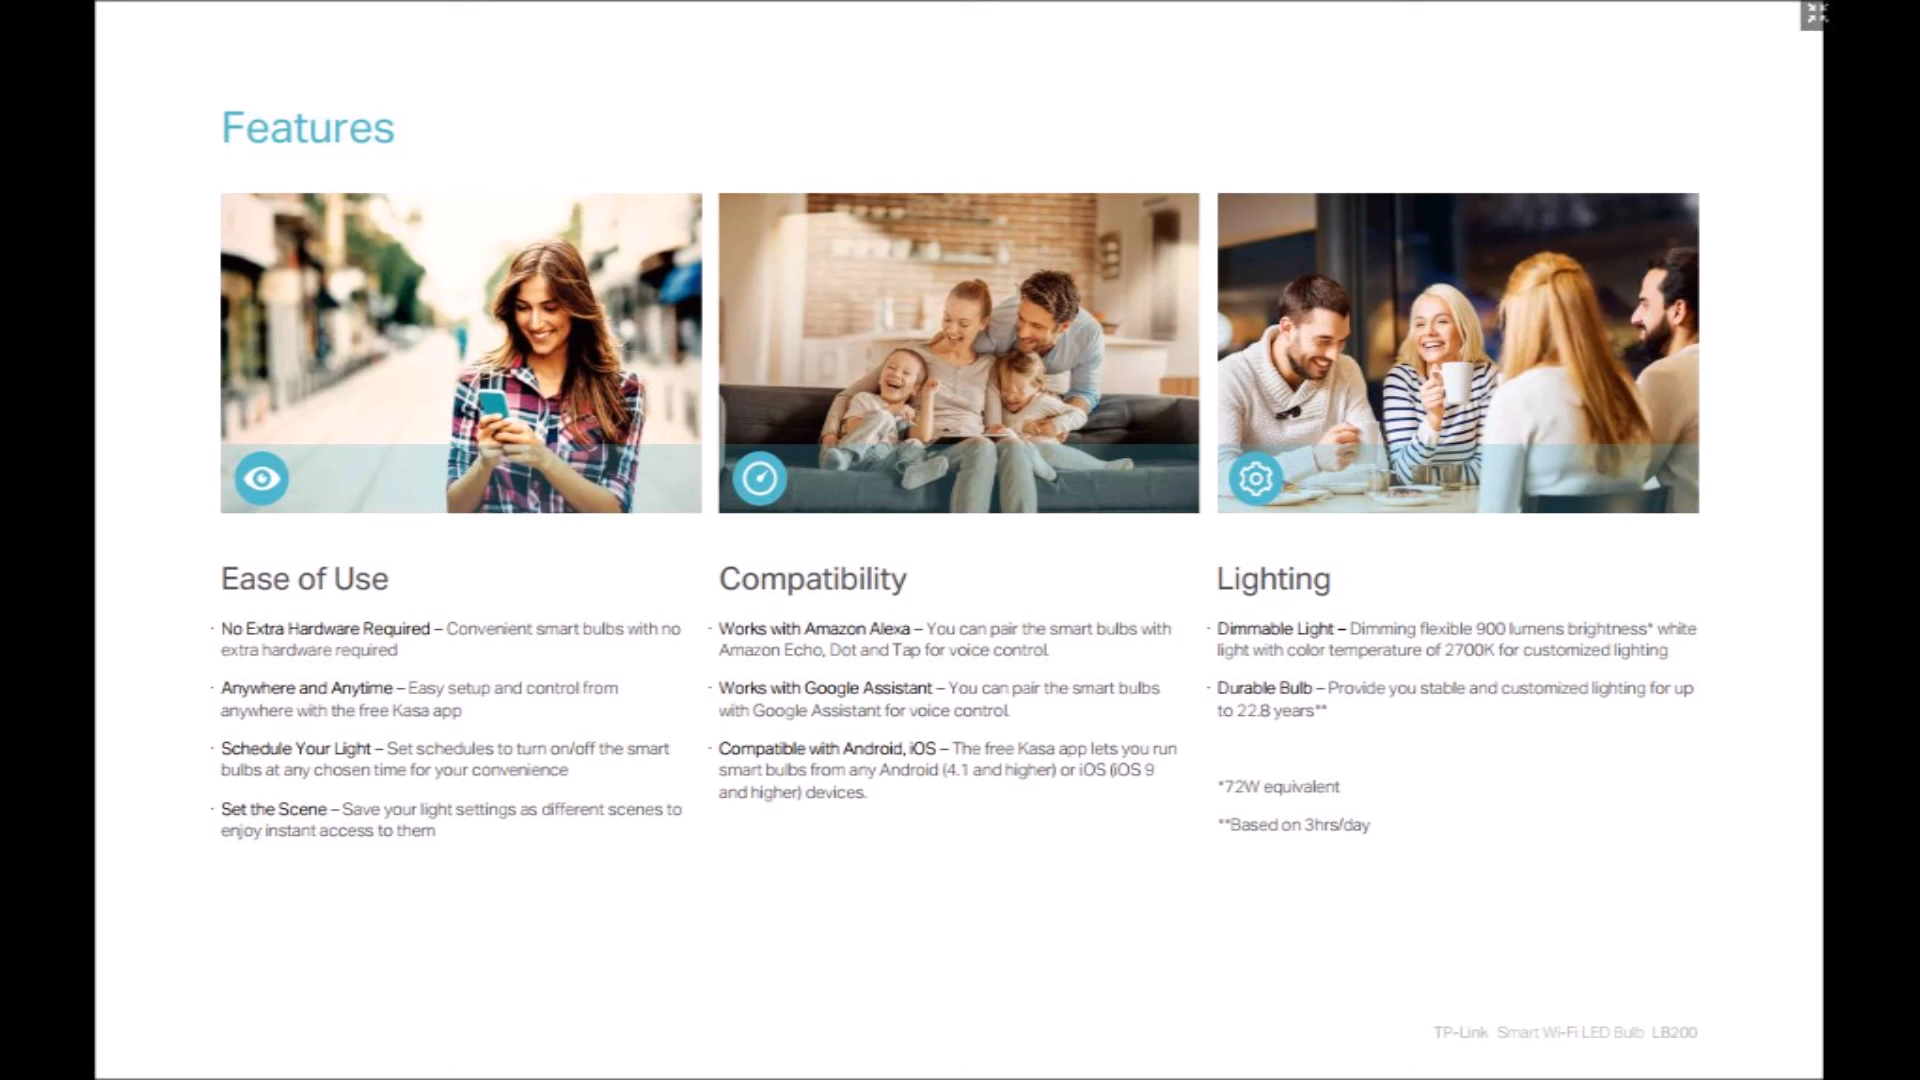 Features
Ease of Use
· No Extra Hardware Required – Convenient smart bulbs with no
extra hardware required
· Anywhere and Anytime – Easy setup and control from
anywhere with the free Kasa app
· Schedule Your Light – Set schedules to turn on/off the smart
bulbs at any chosen time for your convenience
· Set the Scene – Save your light settings as different scenes to
enjoy instant access to them
Compatibility
· Works with Amazon Alexa – You can pair the smart bulbs with
Amazon Echo, Dot and Tap for voice control.
· Works with Google Assistant – You can pair the smart bulbs
with Google Assistant for voice control.
· Compatible with Android, iOS – The free Kasa app lets you run
smart bulbs from any Android (4.1 and higher) or iOS (iOS 9
and higher) devices.
Lighting
· Dimmable Light – Dimming flexible 900 lumens brightness* white
light with color temperature of 2700K for customized lighting
· Durable Bulb – Provide you stable and customized lighting for up
to 22.8 years**
*72W equivalent
**Based on 3hrs/day
TP-Link Smart Wi-Fi LED Bulb LB200